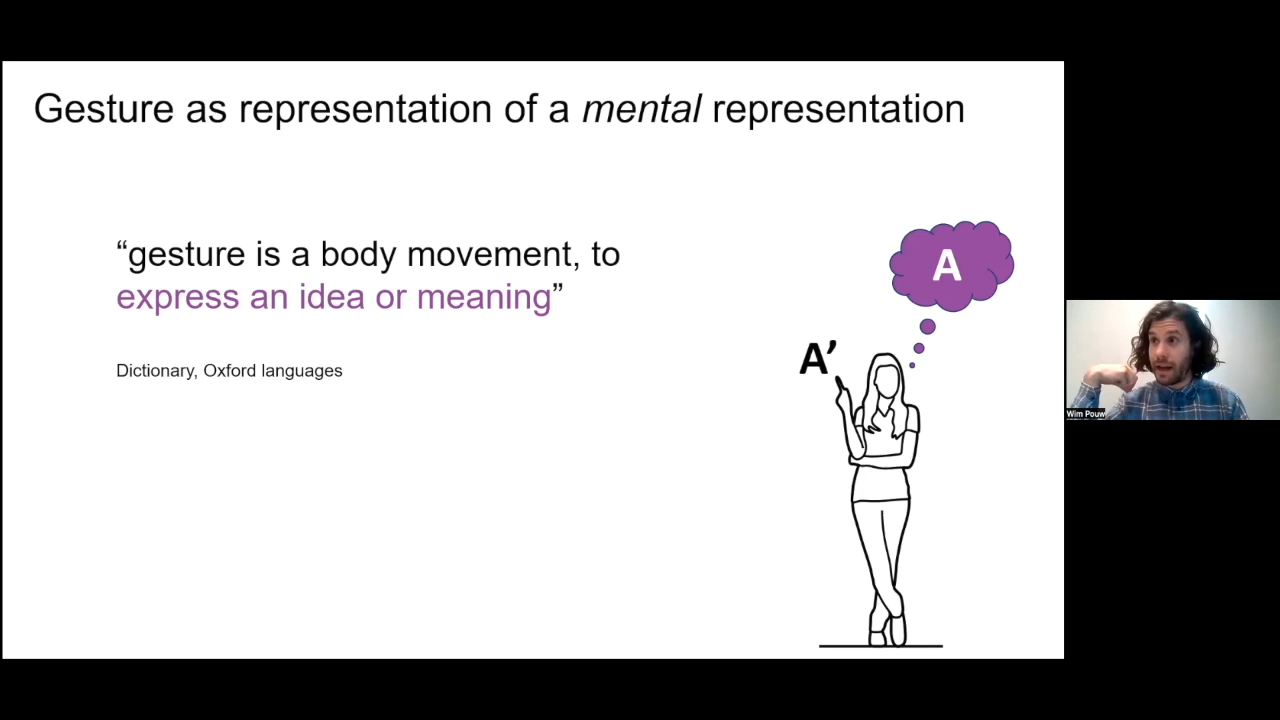 Gesture as representation of a mental representation
“gesture is a body movement, to
express an idea or meaning”
Dictionary, Oxford languages
A
A’
Wim Pouw